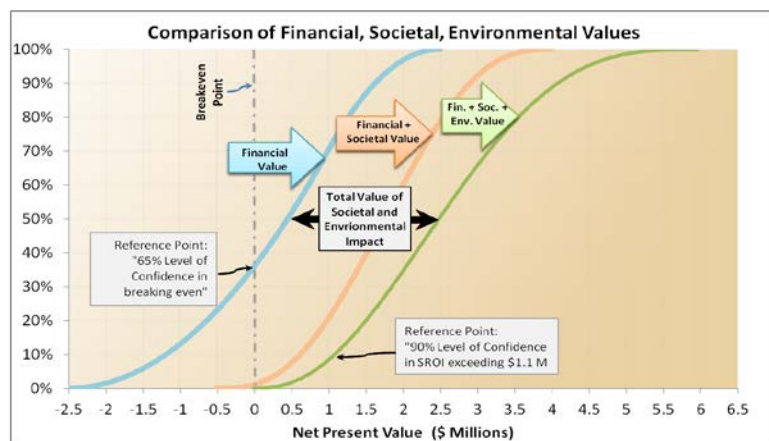 Comparison of Financial, Societal, Environmental Values
100%
90%
80%
70%
60%
50%
40%
30%
20%
10%
0%
Breakeven
Point
Financial
Value
Financial +
Societal Value
Fin. + Soc. +
Env. Value
Total Value of
Societal and
Envrionmental
Impact
Reference Point:
"65% Level of
Confidence in
breaking even"
Reference Point:
"90% Level of Confidence
in SROI exceeding $1.1 M
-2.5 -2 -1.5 -1 -0.5 0 0.5 1 1.5 2 2.5 3 3.5 4 4.5 5 5.5 6 6.5
Net Present Value ($ Millions)